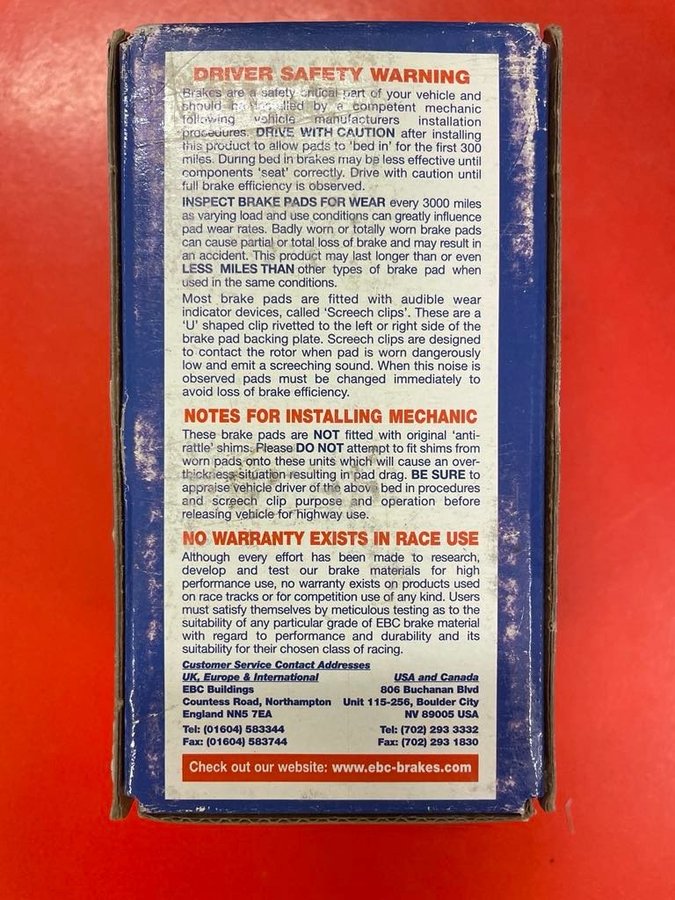 DRIVER SAFETY WARNING
Brakes are a safety critical part of your vehicle and
should be installed by a competent mechanic
following vehicle manufacturers installation
procedures. DRIVE WITH CAUTION after installing
this product to allow pads to 'bed in' for the first 300
miles. During bed in brakes may be less effective until
components 'seat' correctly. Drive with caution until
full brake efficiency is observed.
INSPECT BRAKE PADS FOR WEAR every 3000 miles
as varying load and use conditions can greatly influence
pad wear rates. Badly worn or totally worn brake pads
can cause partial or total loss of brake and may result in
an accident. This product may last longer than or even
LESS MILES THAN other types of brake pad when
used in the same conditions.
Most brake pads are fitted with audible wear
indicator devices, called 'Screech clips'. These are a
'U' shaped clip rivetted to the left or right side of the
brake pad backing plate. Screech clips are designed
to contact the rotor when pad is worn dangerously
low and emit a screeching sound. When this noise is
observed pads must be changed immediately to
avoid loss of brake efficiency.
NOTES FOR INSTALLING MECHANIC
These brake pads are NOT fitted with original 'anti-
rattle' shims. Please DO NOT attempt to fit shims from
worn pads onto these units which will cause an over-
thickness situation resulting in pad drag. BE SURE to
appraise vehicle driver of the above bed in procedures
and screech clip purpose and operation before
releasing vehicle for highway use.
NO WARRANTY EXISTS IN RACE USE
Although every effort has been made to research,
develop and test our brake materials for high
performance use, no warranty exists on products used
on race tracks or for competition use of any kind. Users
must satisfy themselves by meticulous testing as to the
suitability of any particular grade of EBC brake material
with regard to performance and durability and its
suitability for their chosen class of racing.
Customer Service Contact Addresses
UK, Europe & International USA and Canada
EBC Buildings 806 Buchanan Blvd
Countess Road, Northampton Unit 115-256, Boulder City
England NN5 7EA NV 89005 USA
Tel: (01604) 583344 Tel: (702) 293 3332
Fax: (01604) 583744 Fax: (702) 293 1830
Check out our website: www.ebc-brakes.com